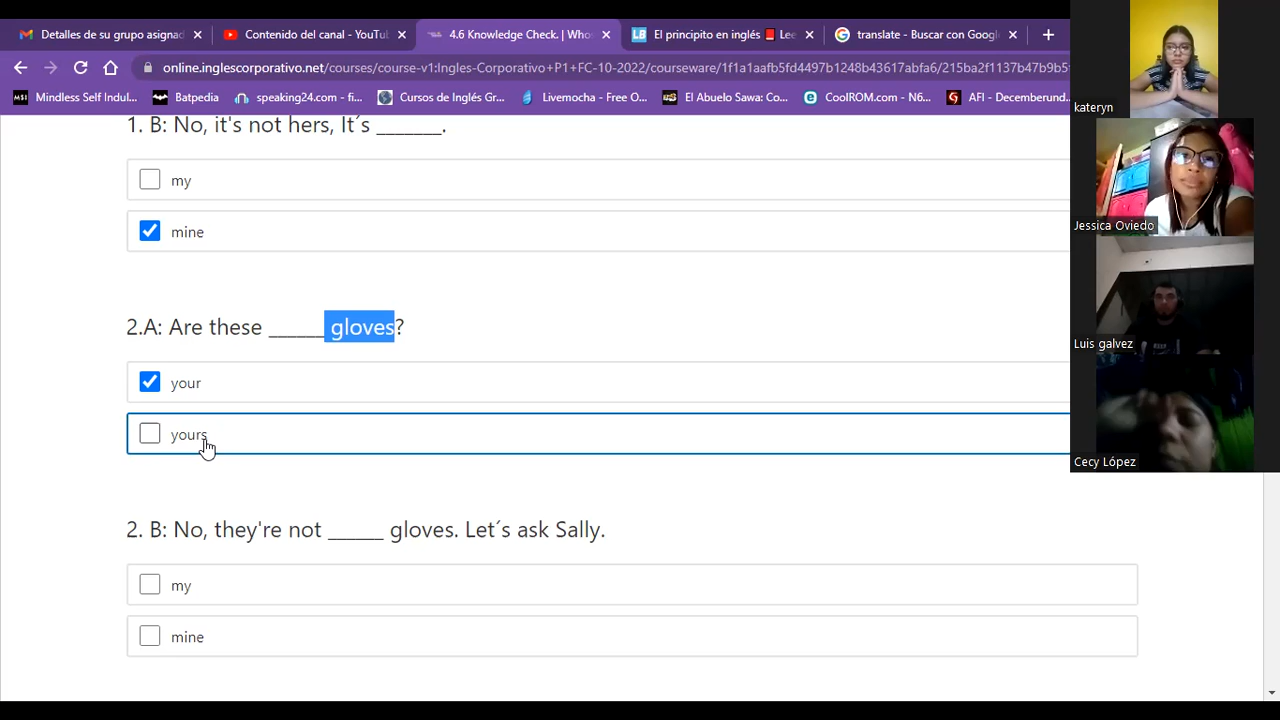 Detalles de su grupo asignad
Contenido del canal - YouTu
4.6 Knowledge Check. | Who
El principito en inglés Lee
translate - Buscar con Googl
online.inglescorporativo.net/courses/course-v1:Ingles-Corporativo+P1+FC-10-2022/courseware/1f1a1aafb5fd4497b1248b43617abfa6/215ba2f1137b47b9b5
Mindless Self Indul...
Batpedia
speaking24.com - fi...
Cursos de Inglés Gr...
Livemocha - Free O...
El Abuelo Sawa: Co...
CoolROM.com - N6...
AFI - Decemberund..
1. B: No, it's not hers, It´s _______.
my
mine
2.A: Are these ______ gloves?
your
yours
2. B: No, they're not ______ gloves. Let´s ask Sally.
my
mine
kateryn
Jessica Oviedo
Luis galvez
Cecy López